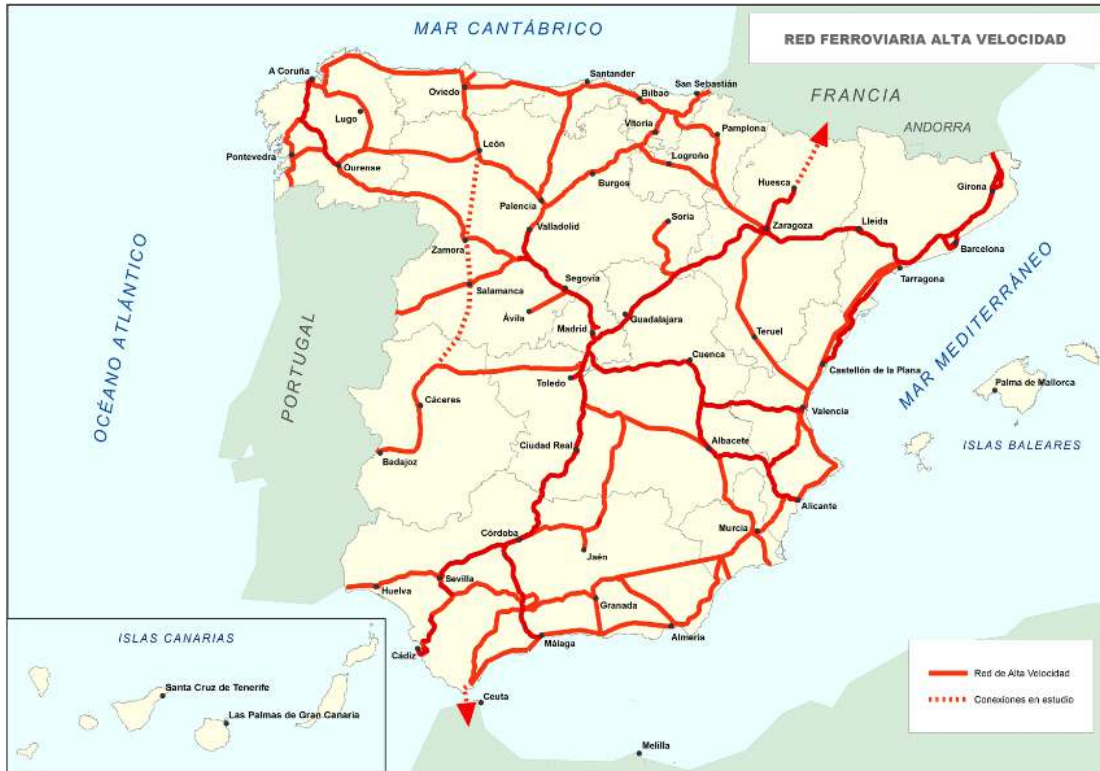 MAR CANTÁBRICO
RED FERROVIARIA ALTA VELOCIDAD
A Coruña
Oviedo
Santander
San Sebastián
Bilbao
FRANCIA
Lugo
Vitoria
ANDORRA
Pamplona
León
Pontevedra
Ourense
Logroño
Burgos
Huesca
Girona
Palencia
Soria
Valladolid
Zaragoza
Lleida
Zamora
Barcelona
Tarragona
Segovia
Salamanca
Ávila
Guadalajara
Madrid
Teruel
OCÉANO ATLÁNTICO
PORTUGAL
MAR MEDITERRÁNEO
Cuenca
Castellón de la Plana
Toledo
Palma de Mallorca
Cáceres
Valencia
Ciudad Real
Albacete
ISLAS BALEARES
Badajoz
Alicante
Córdoba
Murcia
Jaén
Sevilla
Huelva
Granada
Almería
Málaga
Cádiz
ISLAS CANARIAS
Red de Alta Velocidad
Santa Cruz de Tenerife
Ceuta
Conexiones en estudio
Las Palmas de Gran Canaria
Melilla